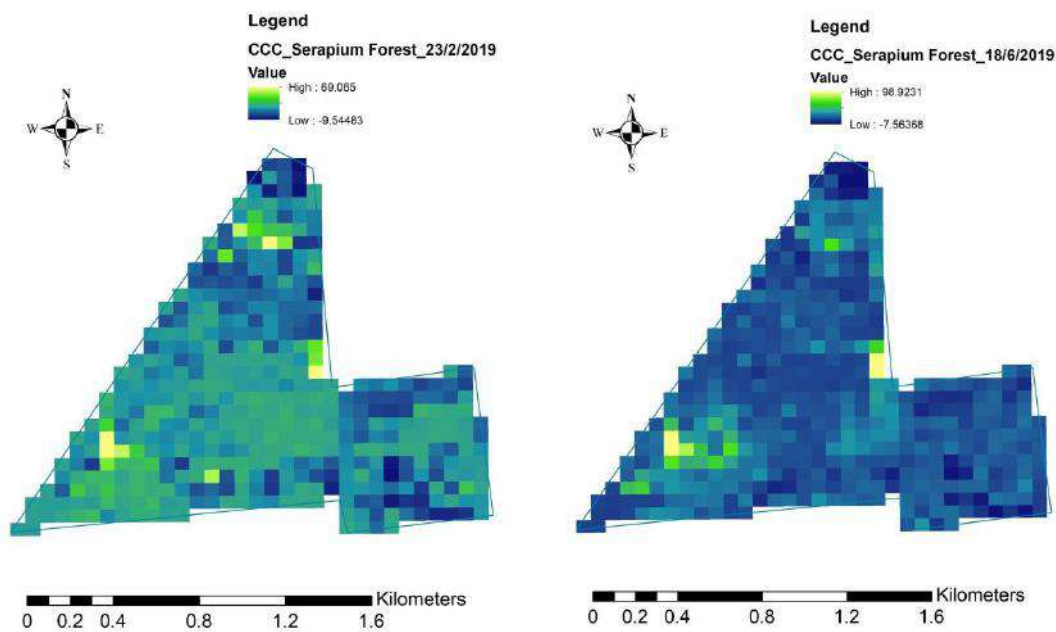 Legend
CCC_Serapium Forest_23/2/2019
Value
High : 69.065
Low : -9.54483
N
W E
S
0 0.2 0.4 0.8 1.2 1.6 Kilometers
Legend
CCC_Serapium Forest_18/6/2019
Value
High : 98.9231
Low : -7.56368
N
W E
S
0 0.2 0.4 0.8 1.2 1.6 Kilometers